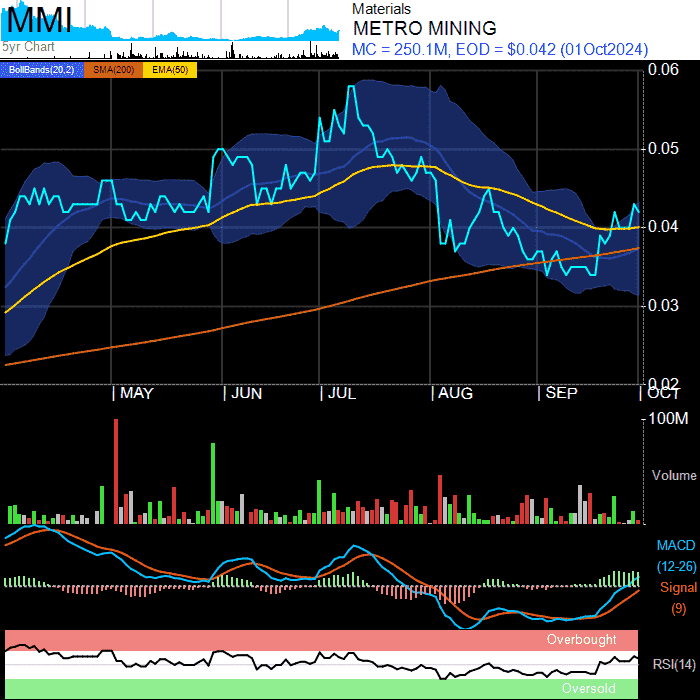 MMI
5yr Chart
Materials
METRO MINING
MC = 250.1M, EOD = $0.042 (01Oct2024)
BollBands(20,2) SMA(200) EMA(50)
0.06
0.05
0.04
0.03
0.02
| MAY | JUN | JUL | AUG | SEP | OCT
100M
Volume
MACD
(12-26)
Signal
(9)
Overbought
RSI(14)
Oversold